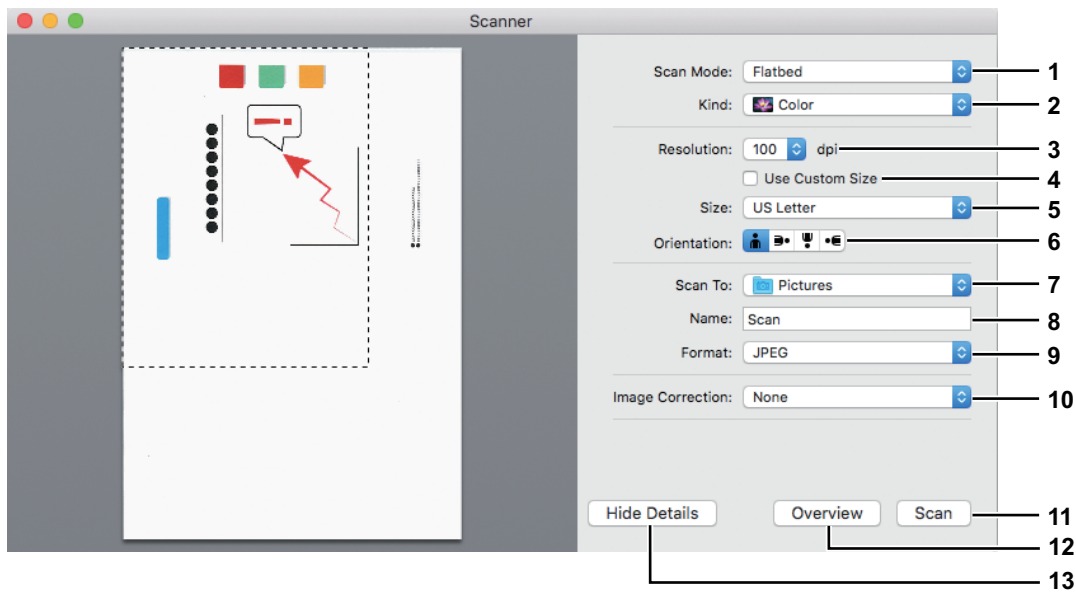 Scanner
Scan Mode: Flatbed 1
Kind: Color 2
Resolution: 100 dpi 3
Use Custom Size 4
Size: US Letter 5
Orientation: 6
Scan To: Pictures 7
Name: Scan 8
Format: JPEG 9
Image Correction: None 10
Hide Details Overview Scan 11
12
13